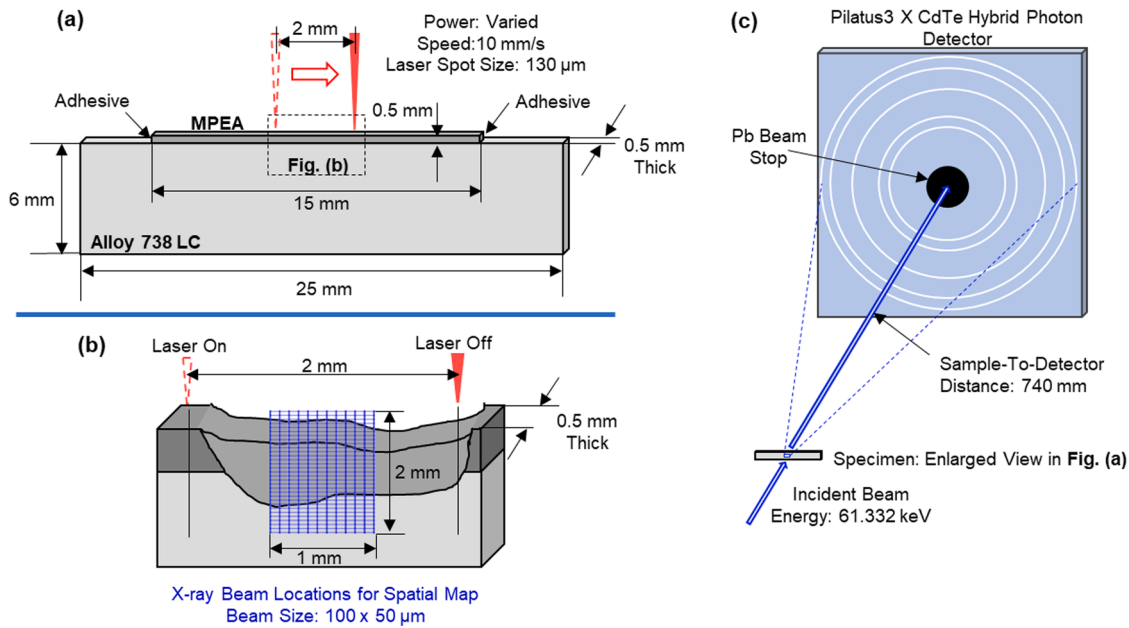 (a)
2 mm
Power: Varied
Speed:10 mm/s
Laser Spot Size: 130 µm
Adhesive
MPEA
0.5 mm
Adhesive
0.5 mm
Thick
Fig. (b)
6 mm
15 mm
Alloy 738 LC
25 mm
(b)
Laser On
Laser Off
2 mm
0.5 mm
Thick
2 mm
1 mm
X-ray Beam Locations for Spatial Map
Beam Size: 100 x 50 µm
(c)
Pilatus3 X CdTe Hybrid Photon
Detector
Pb Beam
Stop
Sample-To-Detector
Distance: 740 mm
Specimen: Enlarged View in Fig. (a)
Incident Beam
Energy: 61.332 keV